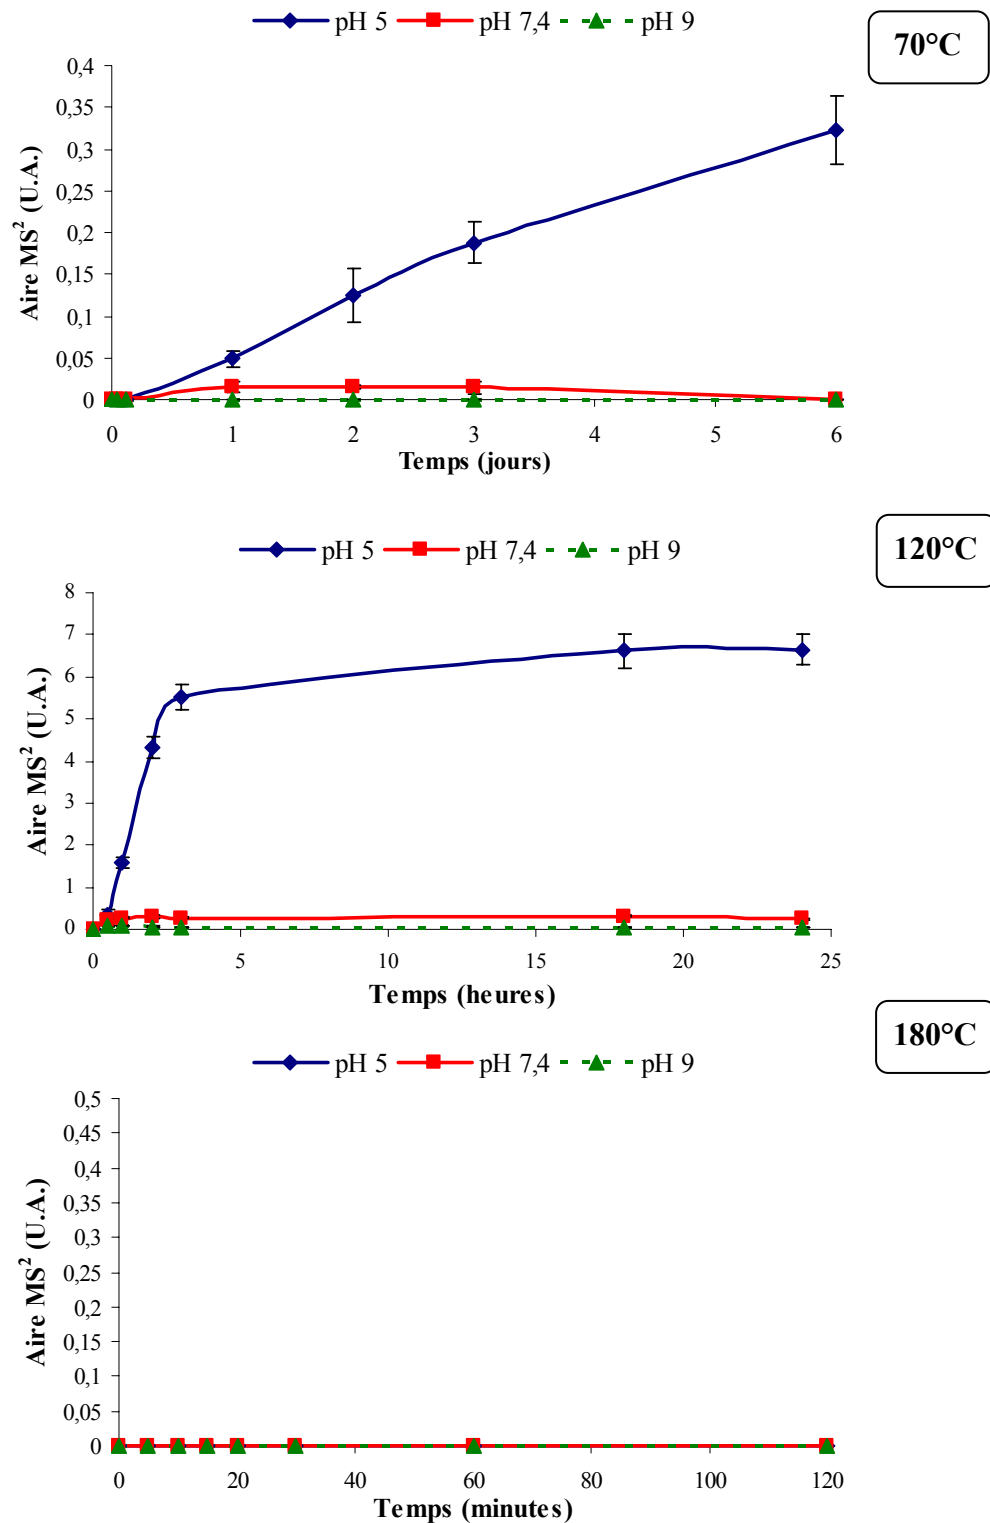 pH 5 pH 7,4 pH 9
70°C
0,4
0,35
0,3
0,25
0,2
0,15
0,1
0,05
0
Aire MS² (U.A.)
0 1 2 3 4 5 6
Temps (jours)
pH 5 pH 7,4 pH 9
120°C
8
7
6
5
4
3
2
1
0
Aire MS² (U.A.)
0 5 10 15 20 25
Temps (heures)
180°C
pH 5 pH 7,4 pH 9
0,5
0,45
0,4
0,35
0,3
0,25
0,2
0,15
0,1
0,05
0
Aire MS² (U.A.)
0 20 40 60 80 100 120
Temps (minutes)